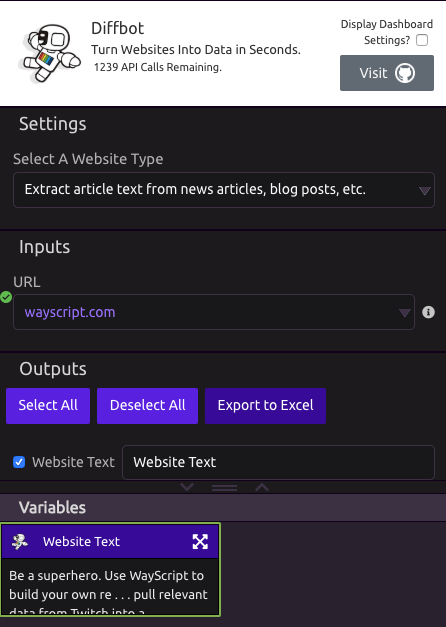 Diffbot
Turn Websites Into Data in Seconds.
1239 API Calls Remaining.
Display Dashboard
Settings?
Visit
Settings
Select A Website Type
Extract article text from news articles, blog posts, etc.
Inputs
URL
wayscript.com
Outputs
Select All
Deselect All
Export to Excel
Website Text
Website Text
Variables
Website Text
Be a superhero. Use WayScript to
build your own re . . . pull relevant
data from Twitch into a